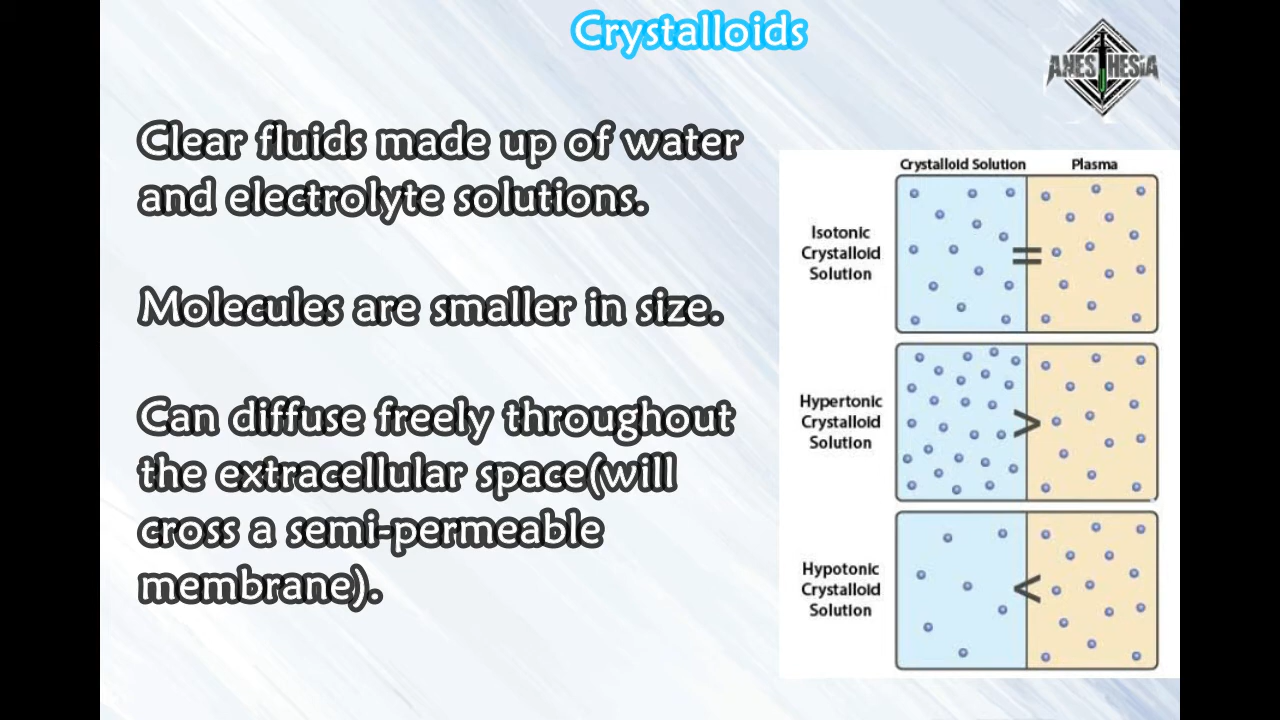 Crystalloids
ANESTHESIA
Clear fluids made up of water
and electrolyte solutions.
Molecules are smaller in size.
Can diffuse freely throughout
the extracellular space(will
cross a semi-permeable
membrane).
Crystalloid Solution
Plasma
Isotonic
Crystalloid
Solution
=
Hypertonic
Crystalloid
Solution
>
Hypotonic
Crystalloid
Solution
<